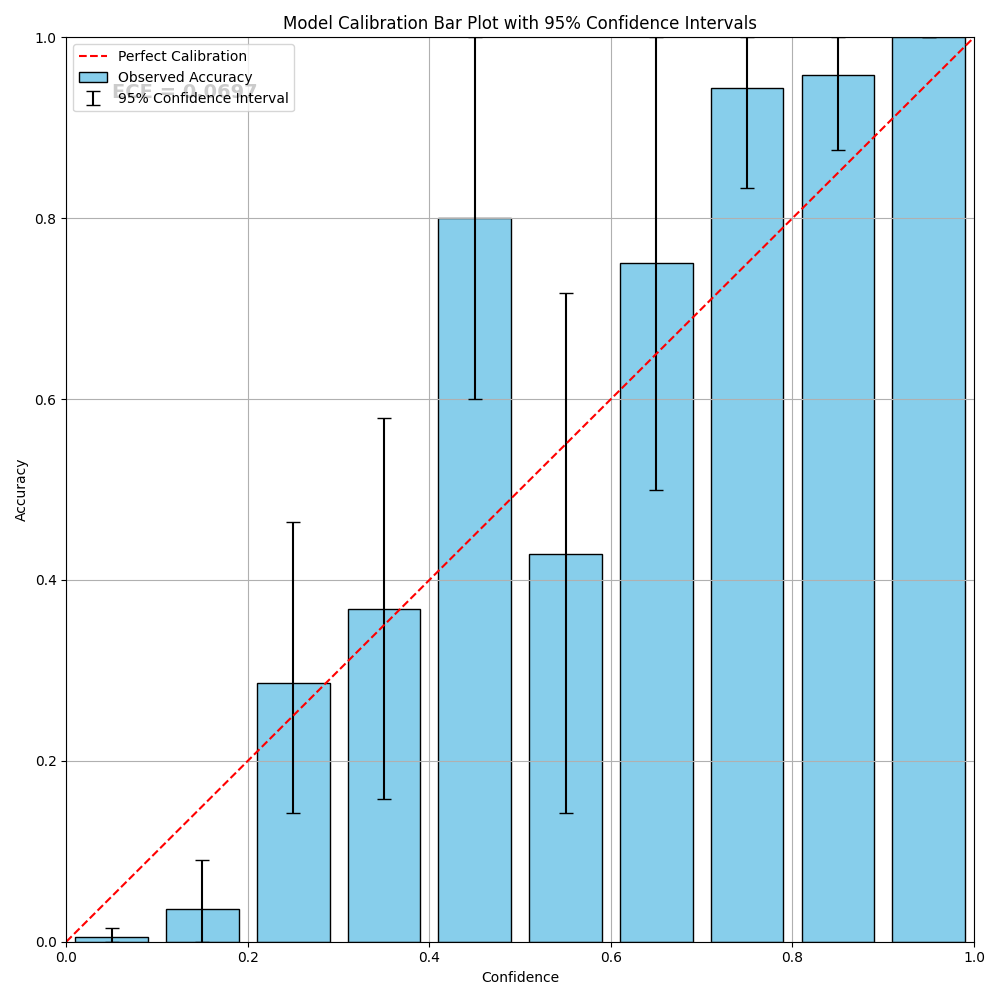 Model Calibration Bar Plot with 95% Confidence Intervals
Perfect Calibration
Observed Accuracy
95% Confidence Interval
ECE = 0.0697
Accuracy
1.0
0.8
0.6
0.4
0.2
0.0
0.0 0.2 0.4 0.6 0.8 1.0
Confidence